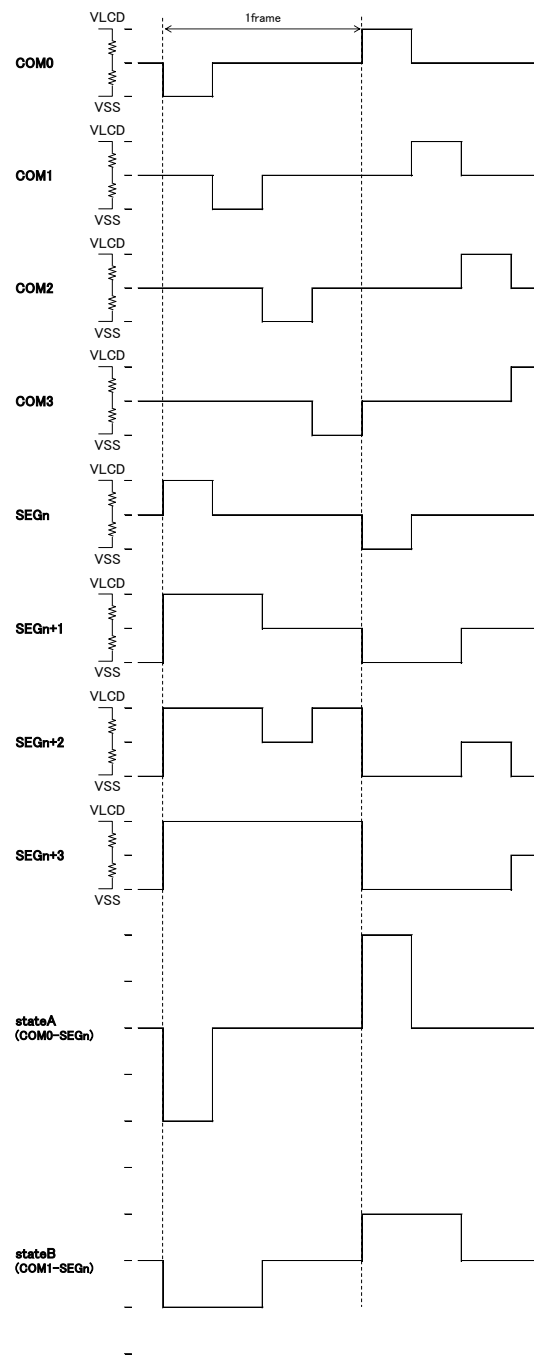 VLCD
1frame
COM0
VSS
VLCD
COM1
VSS
VLCD
COM2
VSS
VLCD
COM3
VSS
VLCD
SEGn
VSS
VLCD
SEGn+1
VSS
VLCD
SEGn+2
VSS
VLCD
SEGn+3
VSS
stateA
(COM0-SEGn)
stateB
(COM1-SEGn)